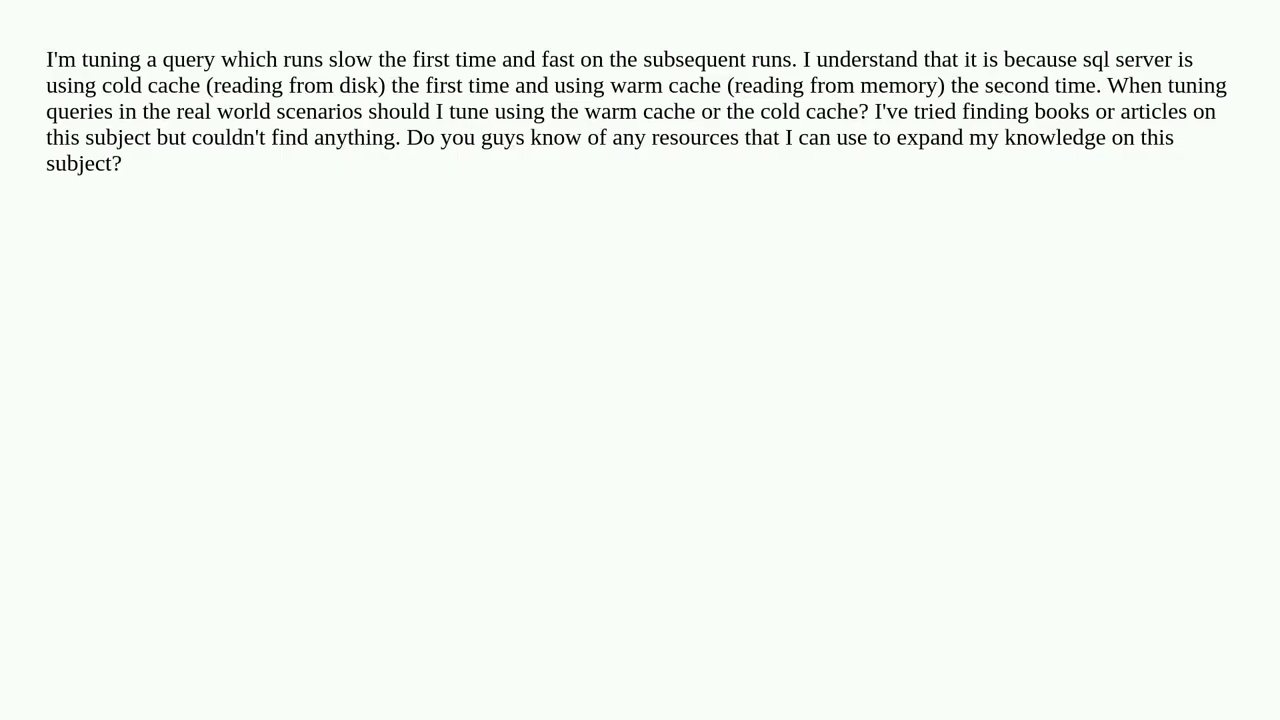 I'm tuning a query which runs slow the first time and fast on the subsequent runs. I understand that it is because sql server is
using cold cache (reading from disk) the first time and using warm cache (reading from memory) the second time. When tuning
queries in the real world scenarios should I tune using the warm cache or the cold cache? I've tried finding books or articles on
this subject but couldn't find anything. Do you guys know of any resources that I can use to expand my knowledge on this
subject?